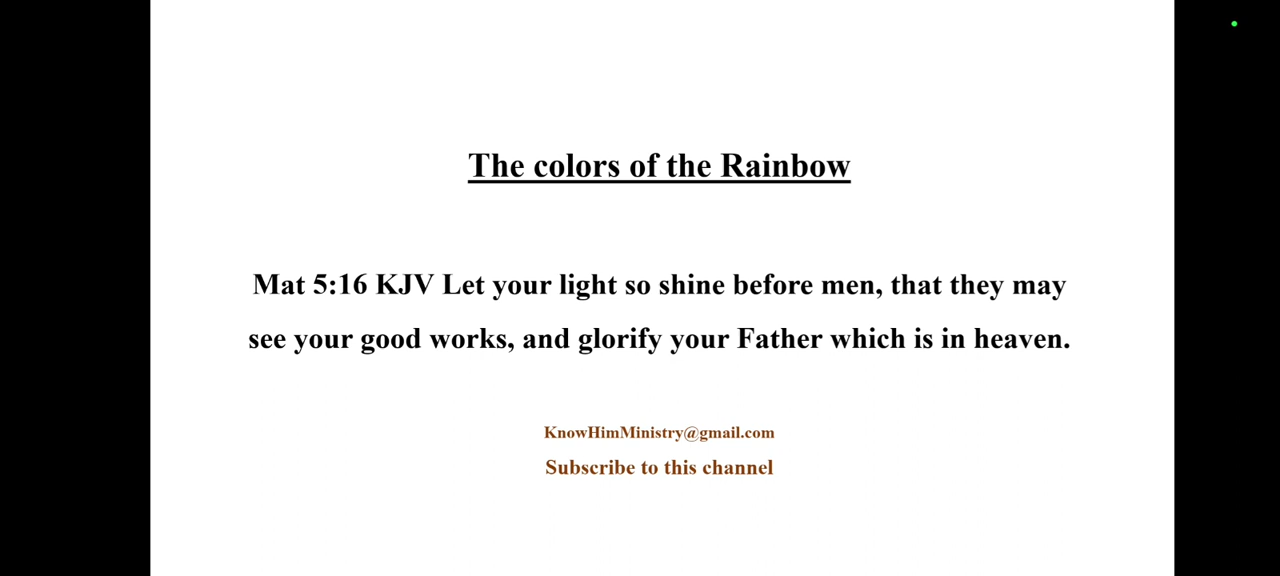 The colors of the Rainbow
Mat 5:16 KJV Let your light so shine before men, that they may
see your good works, and glorify your Father which is in heaven.
KnowHimMinistry@gmail.com
Subscribe to this channel